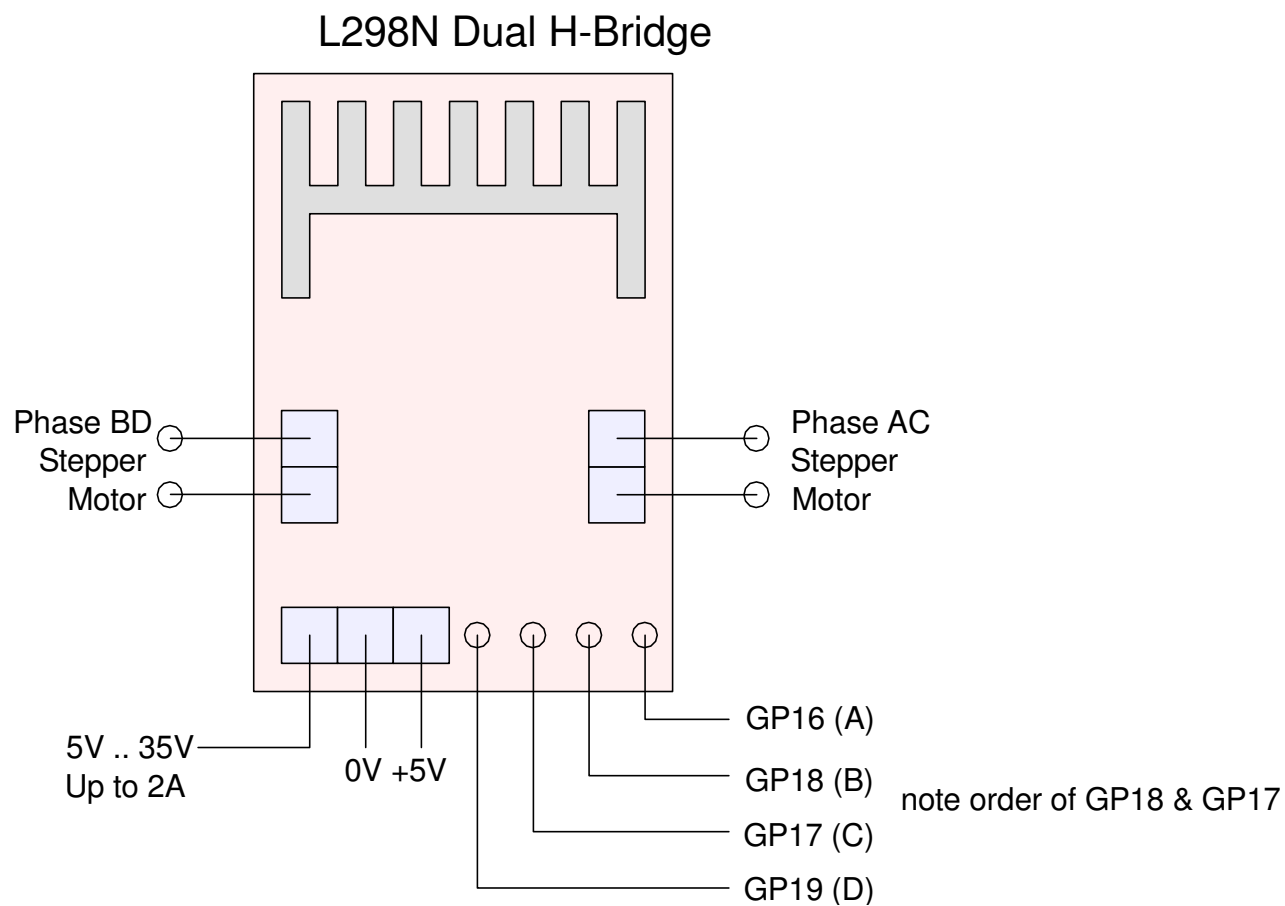 L298N Dual H-Bridge
Phase BD
Stepper
Motor
Phase AC
Stepper
Motor
5V .. 35V
Up to 2A
0V +5V
GP16 (A)
GP18 (B)
note order of GP18 & GP17
GP17 (C)
GP19 (D)